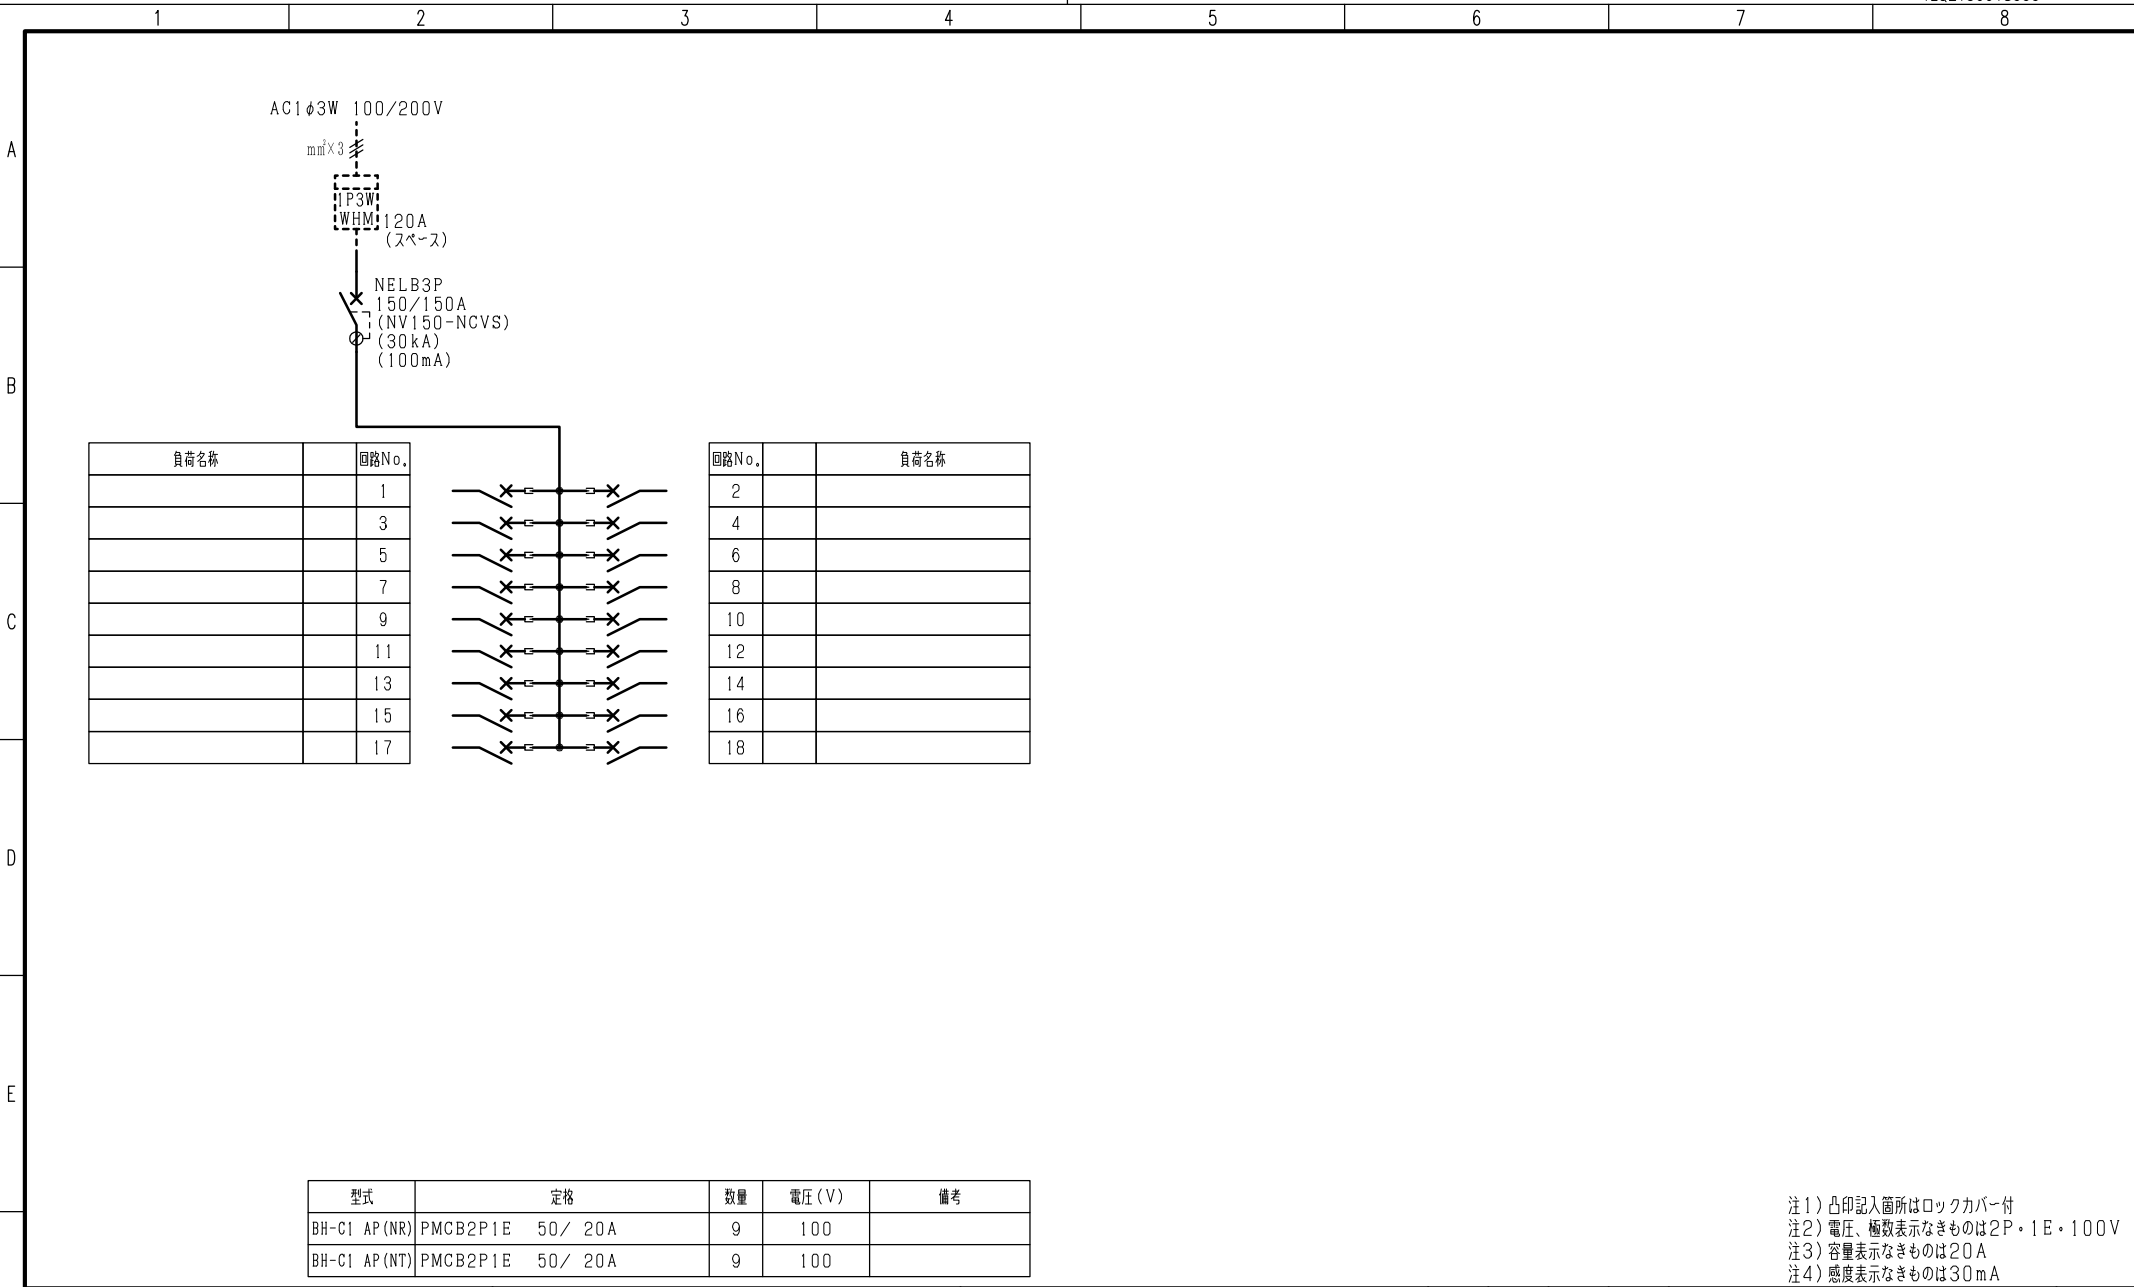 1 2 3 4 5 6 7 8
A
AC1φ3W 100/200V
mm²×3
1P3W
WHM
120A
(スペース)
NELB3P
150/150A
(NV150-NCVS)
(30kA)
(100mA)
B
負荷名称 回路No. 回路No. 負荷名称
1 2
3 4
5 6
7 8
9 10
C
11 12
13 14
15 16
17 18
D
E
型式 定格 数量 電圧(V) 備考
BH-C1 AP(NR) PMCB2P1E 50/ 20A 9 100
BH-C1 AP(NT) PMCB2P1E 50/ 20A 9 100
注1)凸印記入箇所はロックカバー付
注2)電圧、極数表示なきものは2P・1E・100V
注3)容量表示なきものは20A
注4)感度表示なきものは30mA